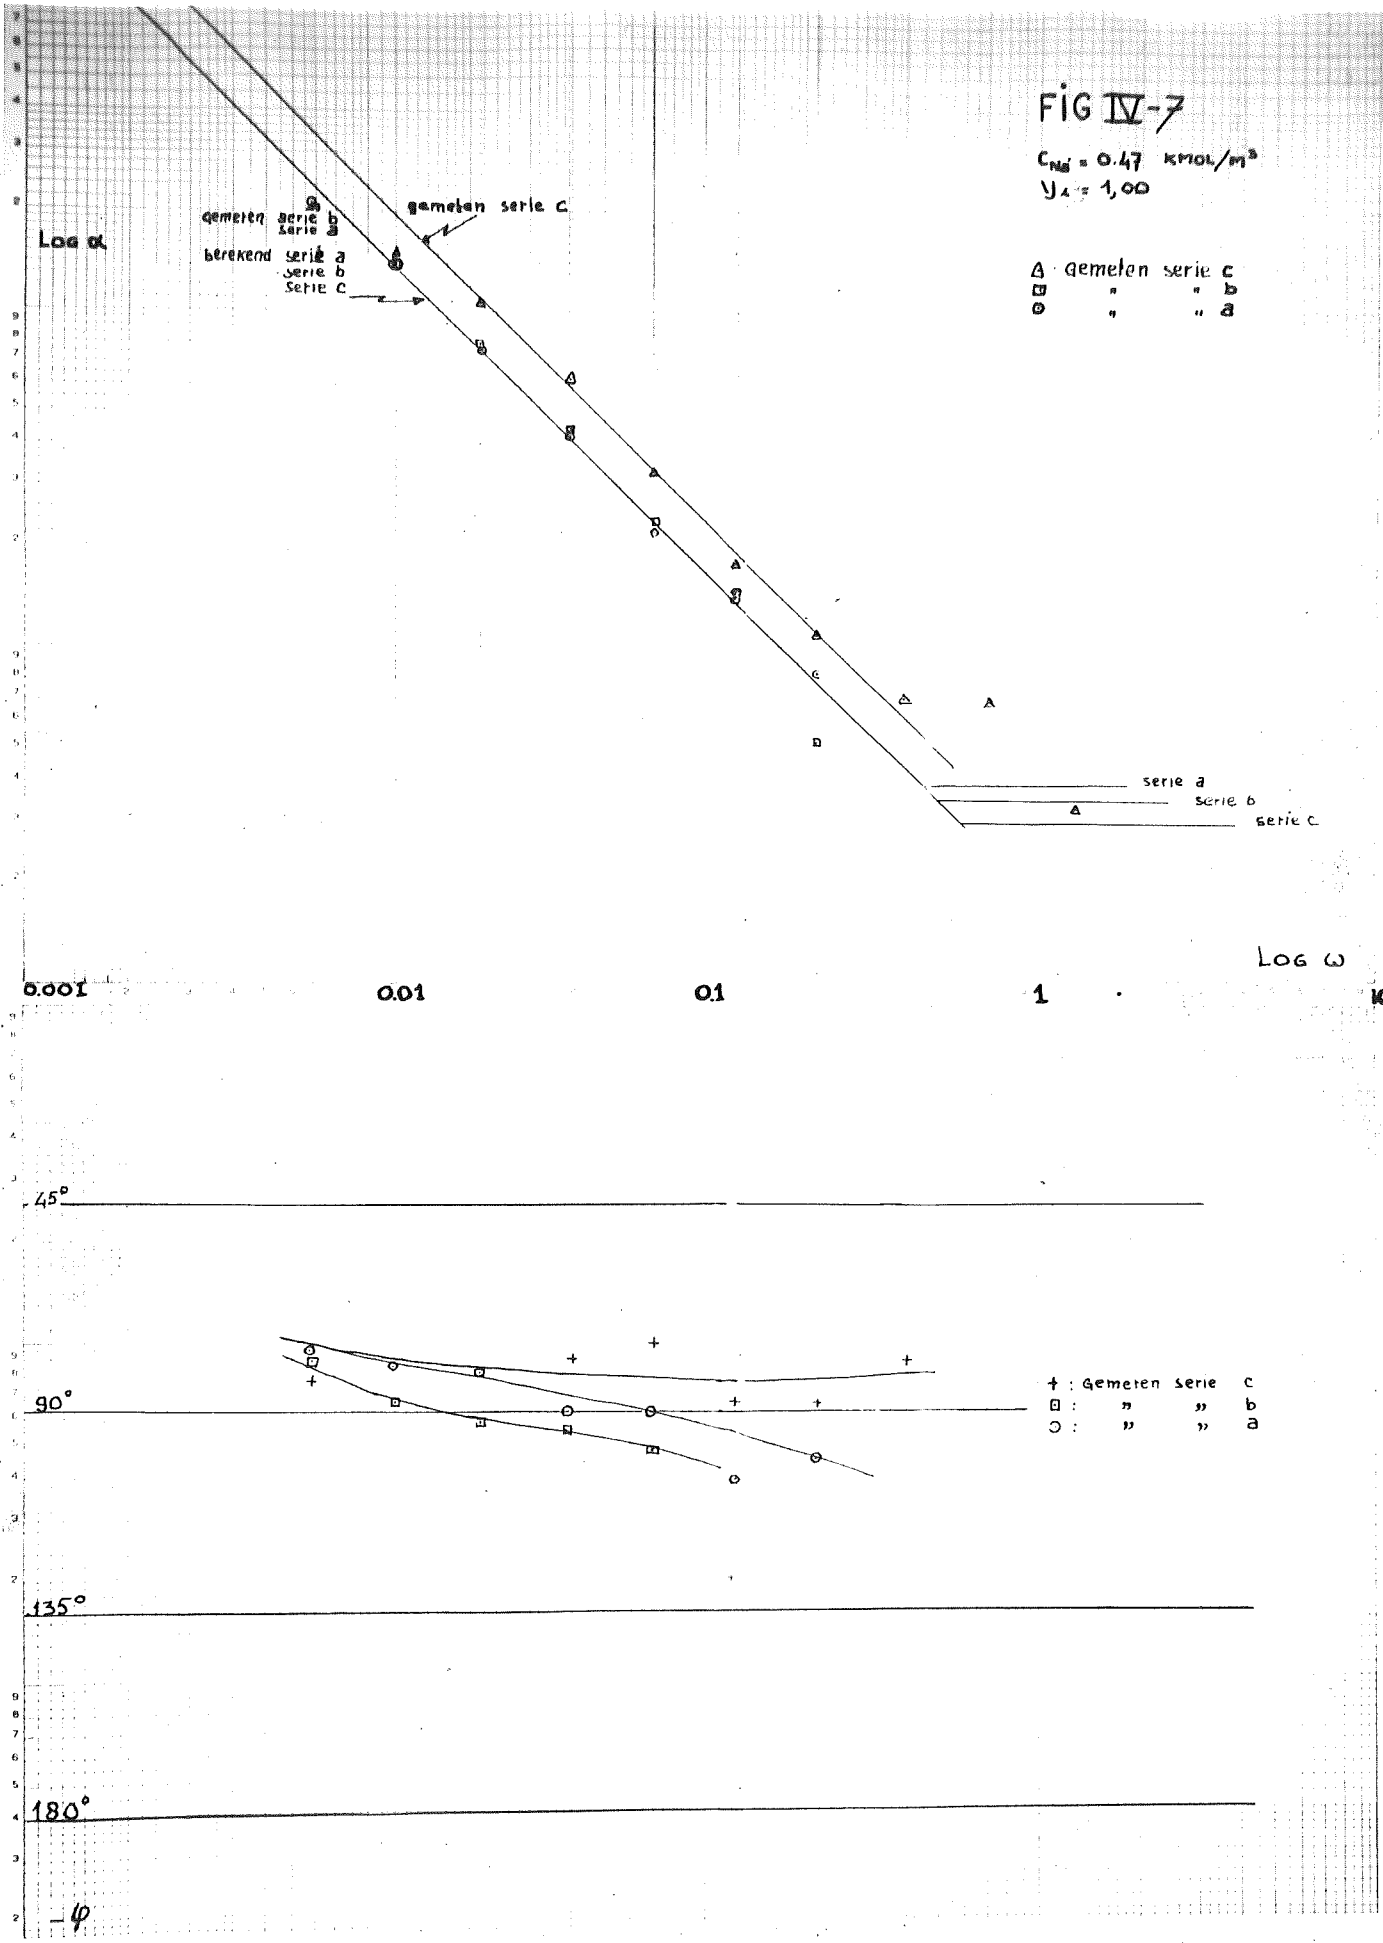 FIG IV-7
C_Na = 0.47 KMOL/m³
y₁ = 1,00
LOG α
gemeten serie b
serie a
gemeten serie c
berekend serie a
serie b
serie c
△ gemeten serie c
□ " " b
○ " " a
serie a
serie b
serie c
LOG ω
0.001 0.01 0.1 1
45°
90°
+ : Gemeten serie c
□ : " " b
○ : " " a
135°
180°
-φ